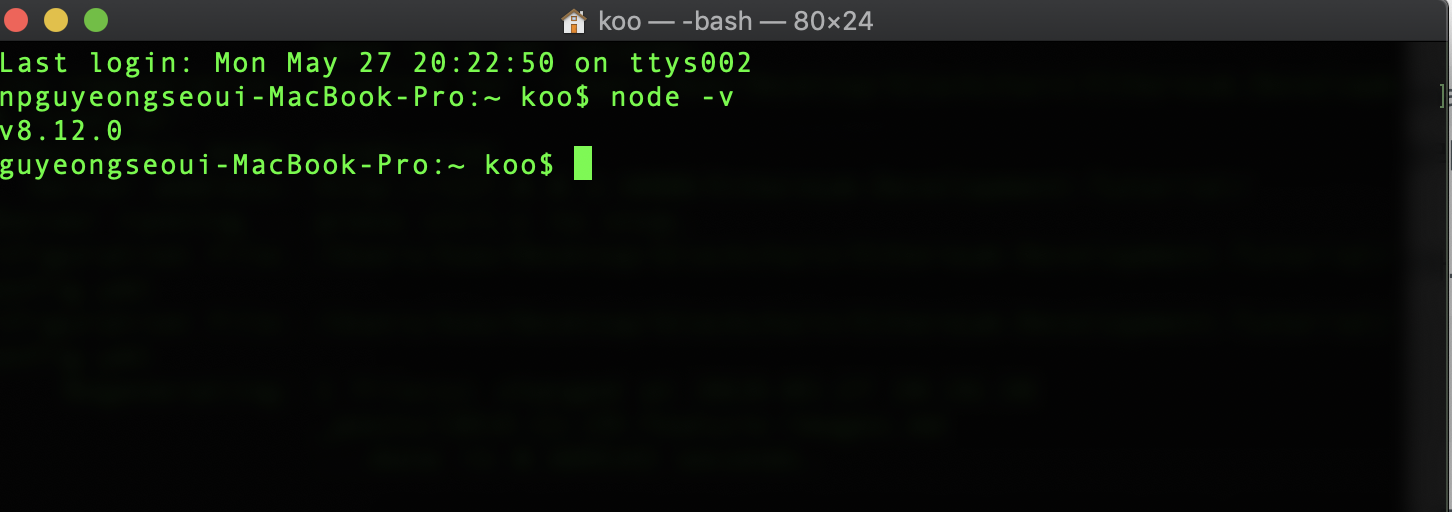 koo — -bash — 80×24
Last login: Mon May 27 20:22:50 on ttys002
npguyeongseoui-MacBook-Pro:~ koo$ node -v
v8.12.0
guyeongseoui-MacBook-Pro:~ koo$